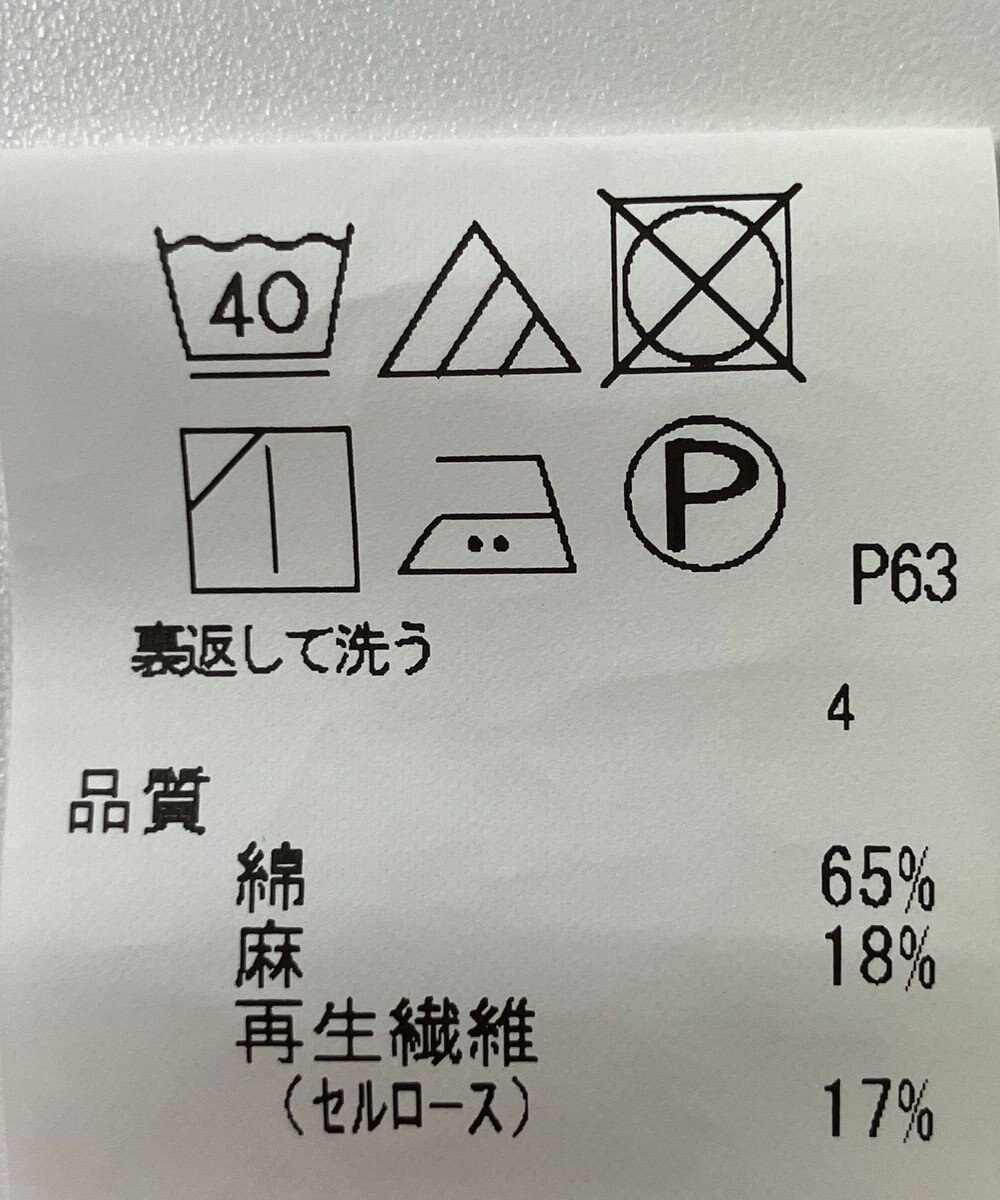 40
P
P63
裏返して洗う
4
品質
綿 65%
麻 18%
再生繊維
(セルロース) 17%